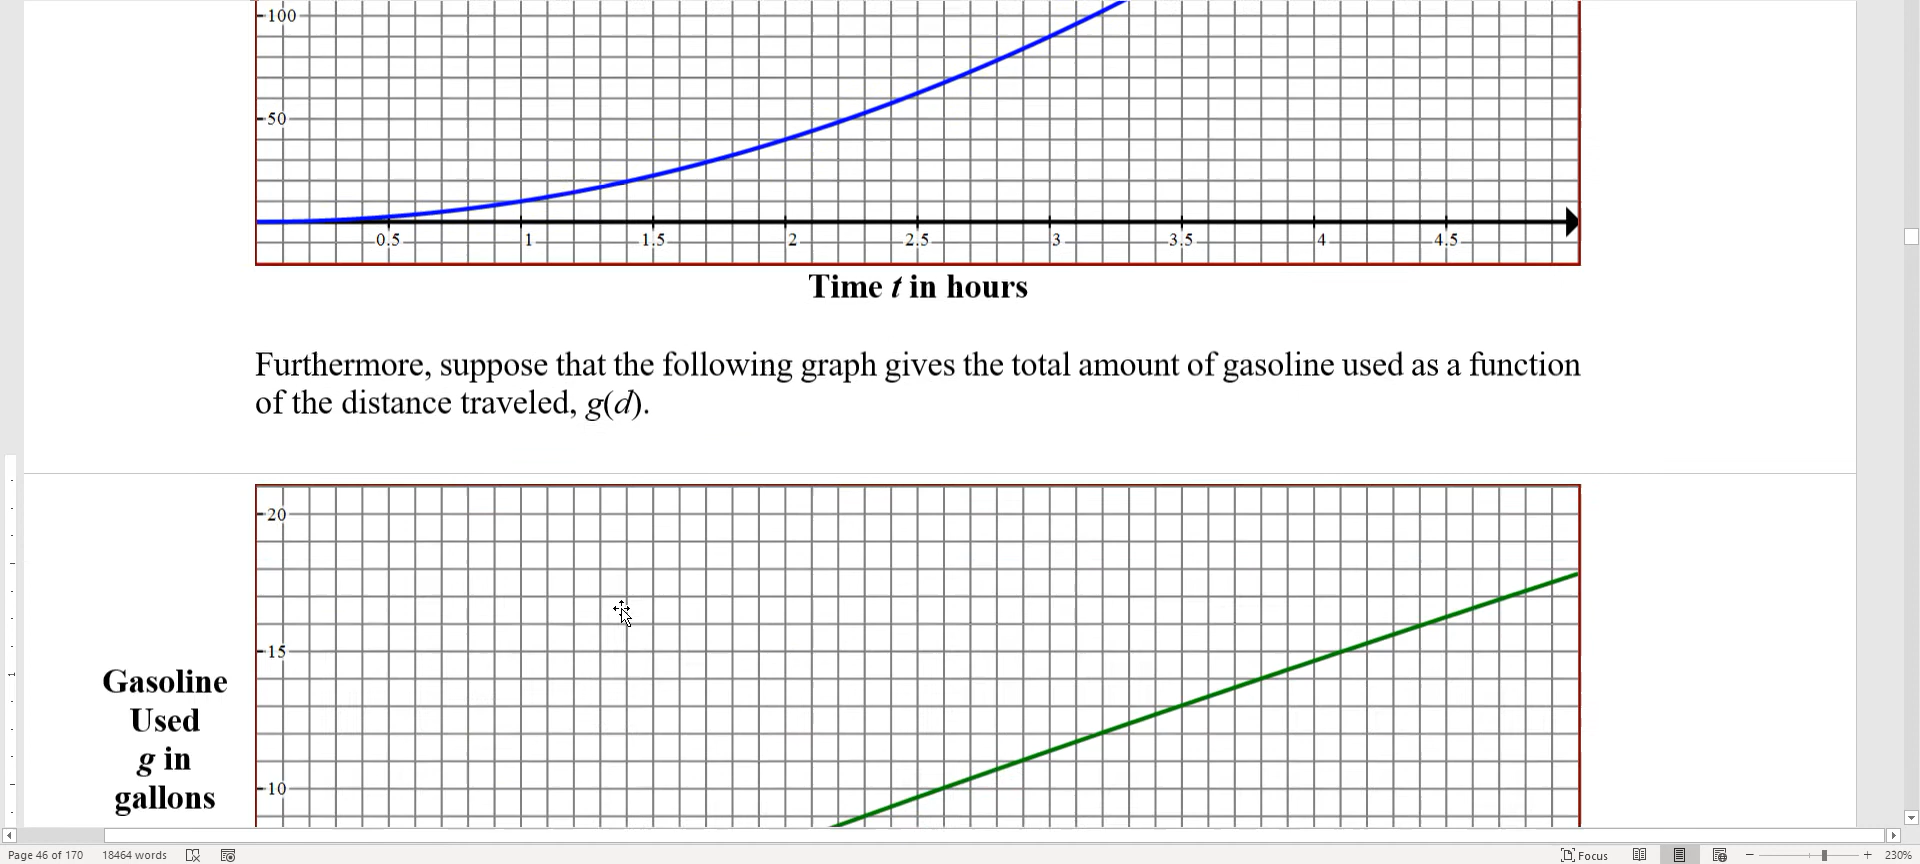 100
50
0.5 1 1.5 2 2.5 3 3.5 4 4.5
Time t in hours
Furthermore, suppose that the following graph gives the total amount of gasoline used as a function
of the distance traveled, g(d).
20
15
Gasoline
Used
g in
gallons
10
Page 46 of 170 18464 words Focus 230%